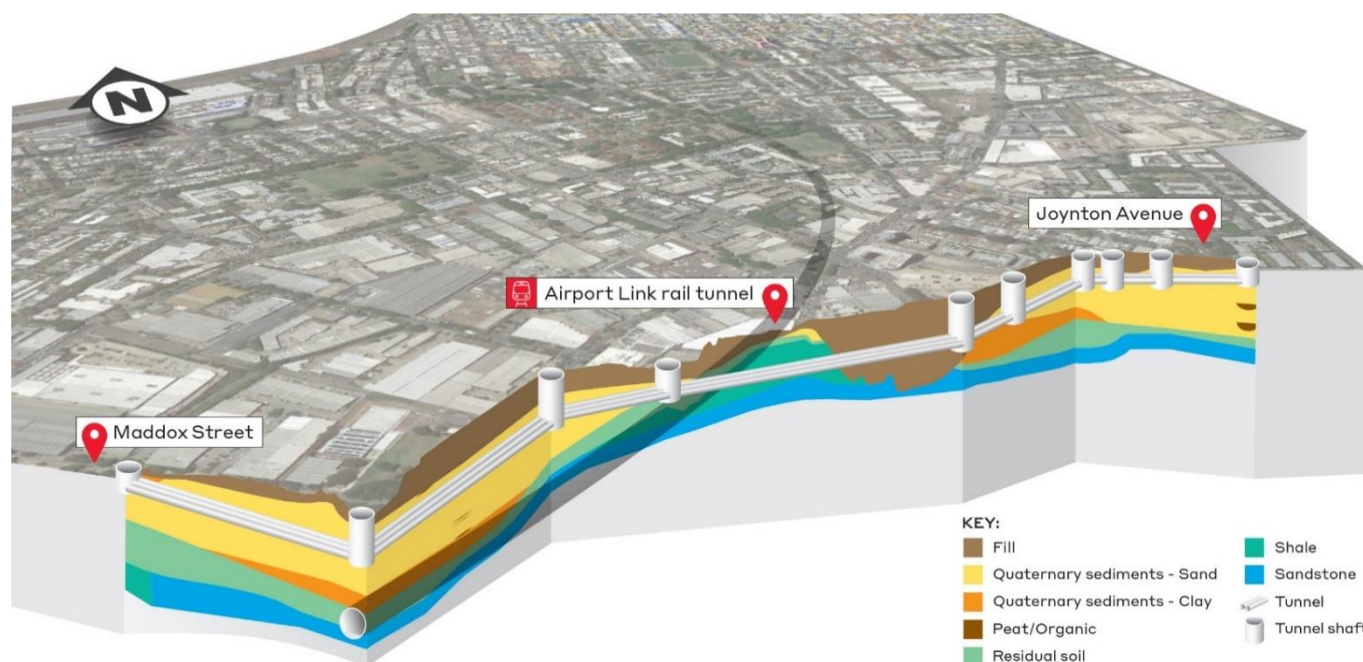 N
Joynton Avenue
Airport Link rail tunnel
Maddox Street
KEY:
Fill
Quaternary sediments - Sand
Quaternary sediments - Clay
Peat/Organic
Residual soil
Shale
Sandstone
Tunnel
Tunnel shaft